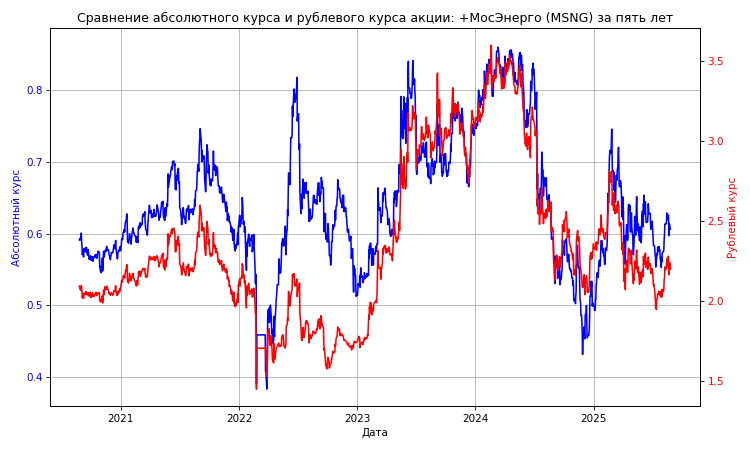 Сравнение абсолютного курса и рублевого курса акции: +МосЭнерго (MSNG) за пять лет
Абсолютный курс
0.8
0.7
0.6
0.5
0.4
3.5
3.0
2.5
2.0
1.5
Рублевый курс
2021 2022 2023 2024 2025
Дата